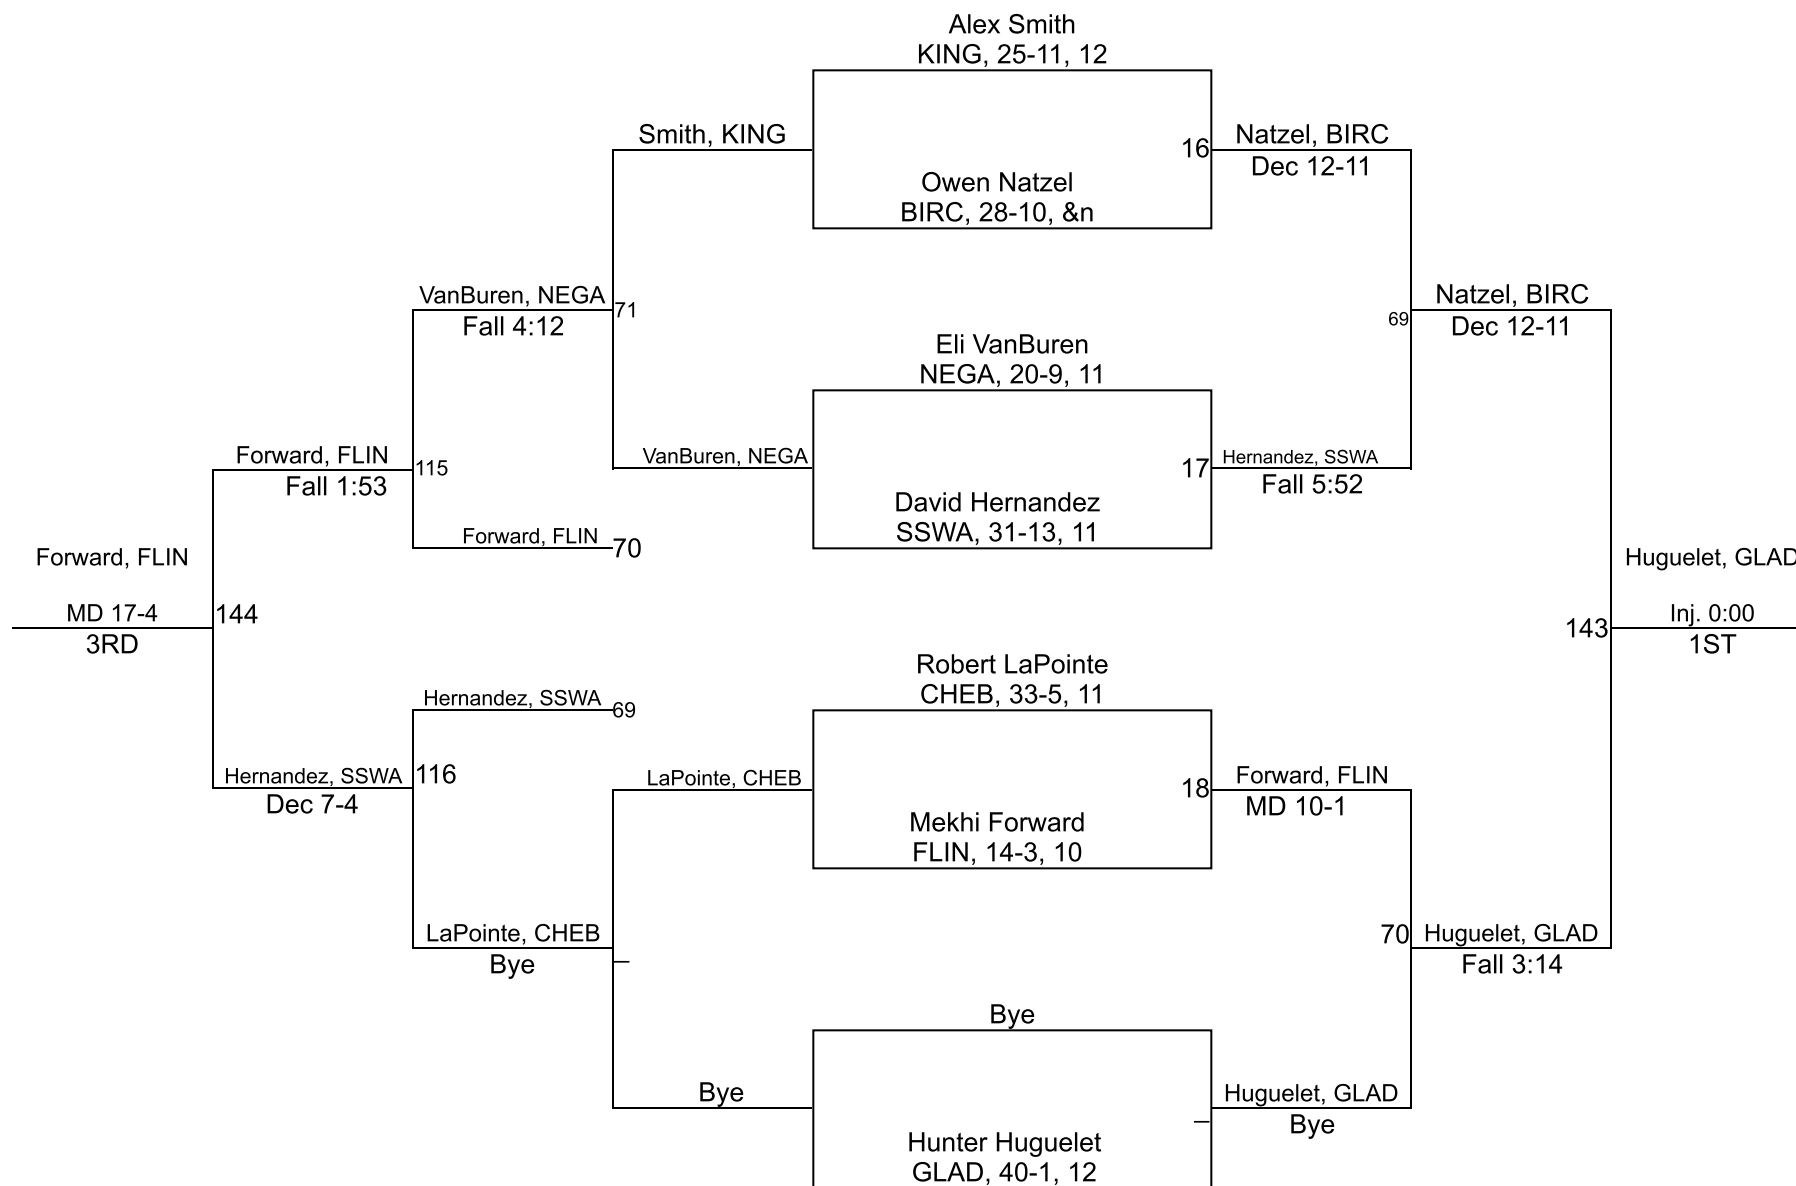 Alex Smith
KING, 25-11, 12
Smith, KING
16
Natzel, BIRC
Dec 12-11
Owen Natzel
BIRC, 28-10, &n
VanBuren, NEGA
71
Fall 4:12
Natzel, BIRC
69
Dec 12-11
Eli VanBuren
NEGA, 20-9, 11
VanBuren, NEGA
17
Hernandez, SSWA
Fall 5:52
Forward, FLIN
115
Fall 1:53
David Hernandez
SSWA, 31-13, 11
Forward, FLIN
70
Forward, FLIN
MD 17-4
144
3RD
Huguelet, GLAD
143
Inj. 0:00
1ST
Robert LaPointe
CHEB, 33-5, 11
Hernandez, SSWA
69
Hernandez, SSWA
116
Dec 7-4
LaPointe, CHEB
18
Forward, FLIN
MD 10-1
Mekhi Forward
FLIN, 14-3, 10
LaPointe, CHEB
Bye
70
Huguelet, GLAD
Fall 3:14
Bye
Bye
Huguelet, GLAD
Bye
Hunter Huguelet
GLAD, 40-1, 12